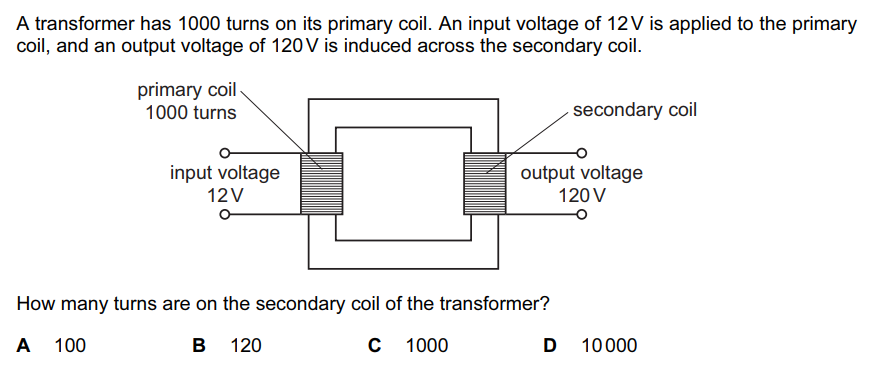 A transformer has 1000 turns on its primary coil. An input voltage of 12 V is applied to the primary
coil, and an output voltage of 120 V is induced across the secondary coil.
primary coil
1000 turns
secondary coil
input voltage
12 V
output voltage
120 V
How many turns are on the secondary coil of the transformer?
A 100 B 120 C 1000 D 10 000